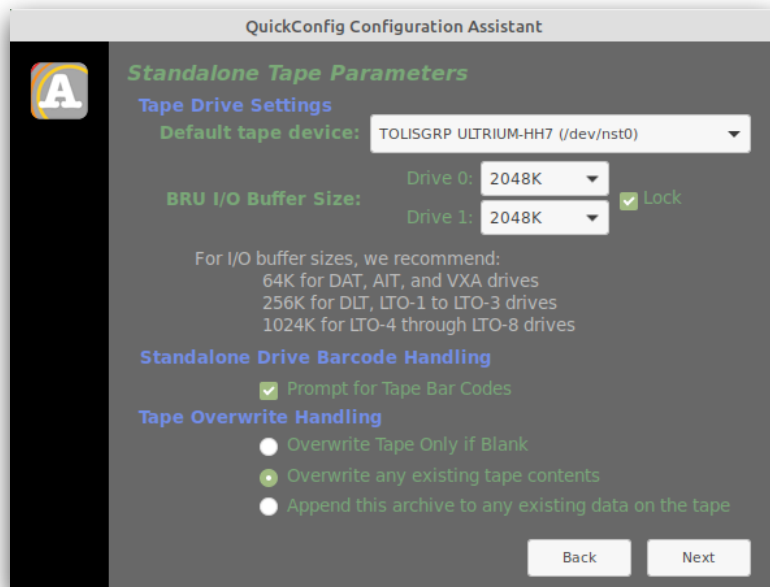 QuickConfig Configuration Assistant
A
Standalone Tape Parameters
Tape Drive Settings
Default tape device: TOLISGRP ULTRIUM-HH7 (/dev/nst0)
BRU I/O Buffer Size:
Drive 0: 2048K
Drive 1: 2048K
Lock
For I/O buffer sizes, we recommend:
64K for DAT, AIT, and VXA drives
256K for DLT, LTO-1 to LTO-3 drives
1024K for LTO-4 through LTO-8 drives
Standalone Drive Barcode Handling
Prompt for Tape Bar Codes
Tape Overwrite Handling
Overwrite Tape Only if Blank
Overwrite any existing tape contents
Append this archive to any existing data on the tape
Back Next